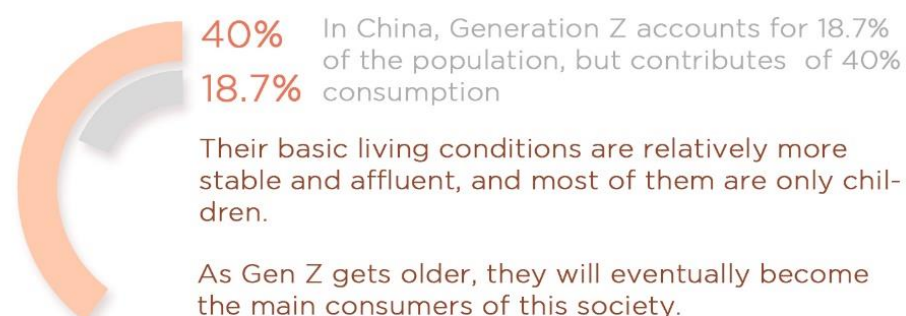 40%
18.7%
In China, Generation Z accounts for 18.7%
of the population, but contributes of 40%
consumption
Their basic living conditions are relatively more
stable and affluent, and most of them are only chil-
dren.
As Gen Z gets older, they will eventually become
the main consumers of this society.